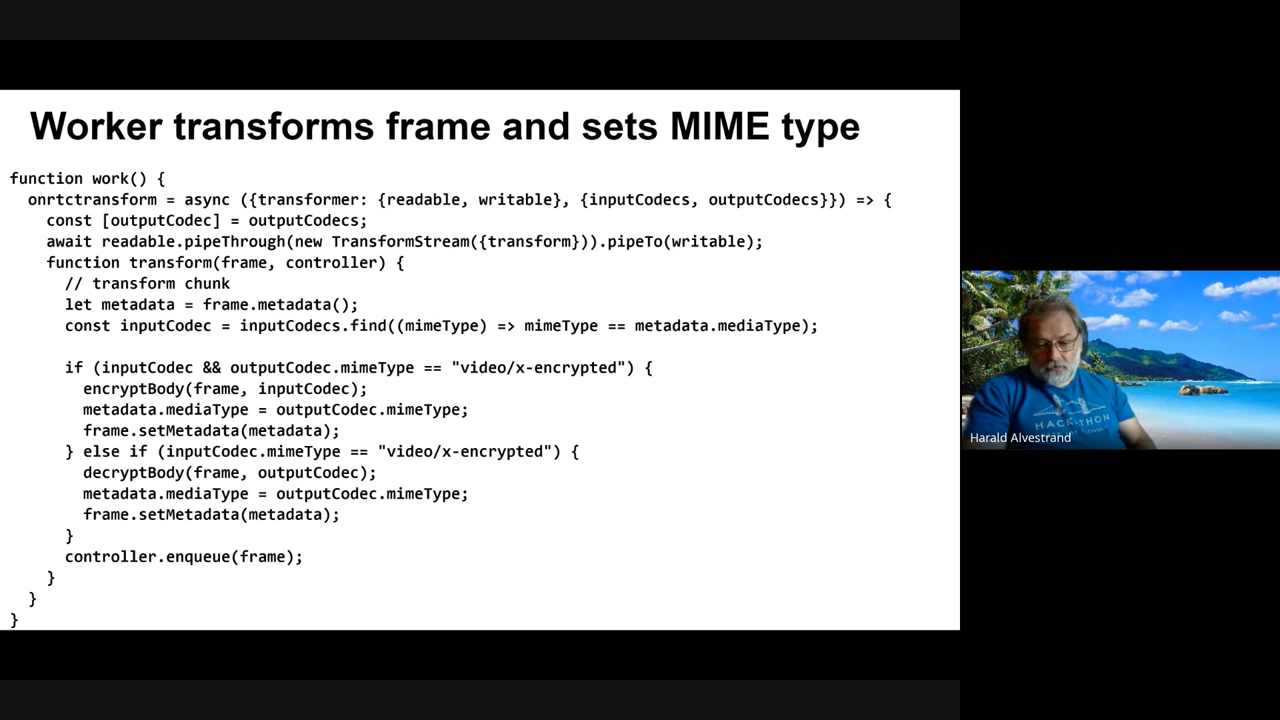 Worker transforms frame and sets MIME type
function work() {
  onrtctransform = async ({transformer: {readable, writable}, {inputCodecs, outputCodecs}}) => {
    const [outputCodec] = outputCodecs;
    await readable.pipeThrough(new TransformStream({transform})).pipeTo(writable);
    function transform(frame, controller) {
      // transform chunk
      let metadata = frame.metadata();
      const inputCodec = inputCodecs.find((mimeType) => mimeType == metadata.mediaType);
      if (inputCodec && outputCodec.mimeType == "video/x-encrypted") {
        encryptBody(frame, inputCodec);
        metadata.mediaType = outputCodec.mimeType;
        frame.setMetadata(metadata);
      } else if (inputCodec.mimeType == "video/x-encrypted") {
        decryptBody(frame, outputCodec);
        metadata.mediaType = outputCodec.mimeType;
        frame.setMetadata(metadata);
      }
      controller.enqueue(frame);
    }
  }
}
HACKATHON
Harald Alvestrand